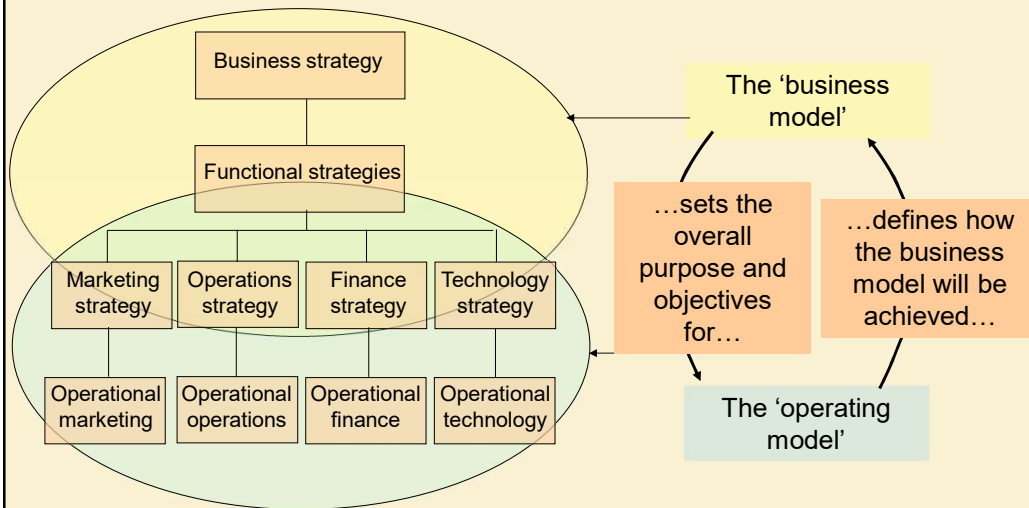 Business strategy
Functional strategies
Marketing
strategy
Operations
strategy
Finance
strategy
Technology
strategy
Operational
marketing
Operational
operations
Operational
finance
Operational
technology
The ‘business
model’
…sets the
overall
purpose and
objectives
for…
…defines how
the business
model will be
achieved…
The ‘operating
model’